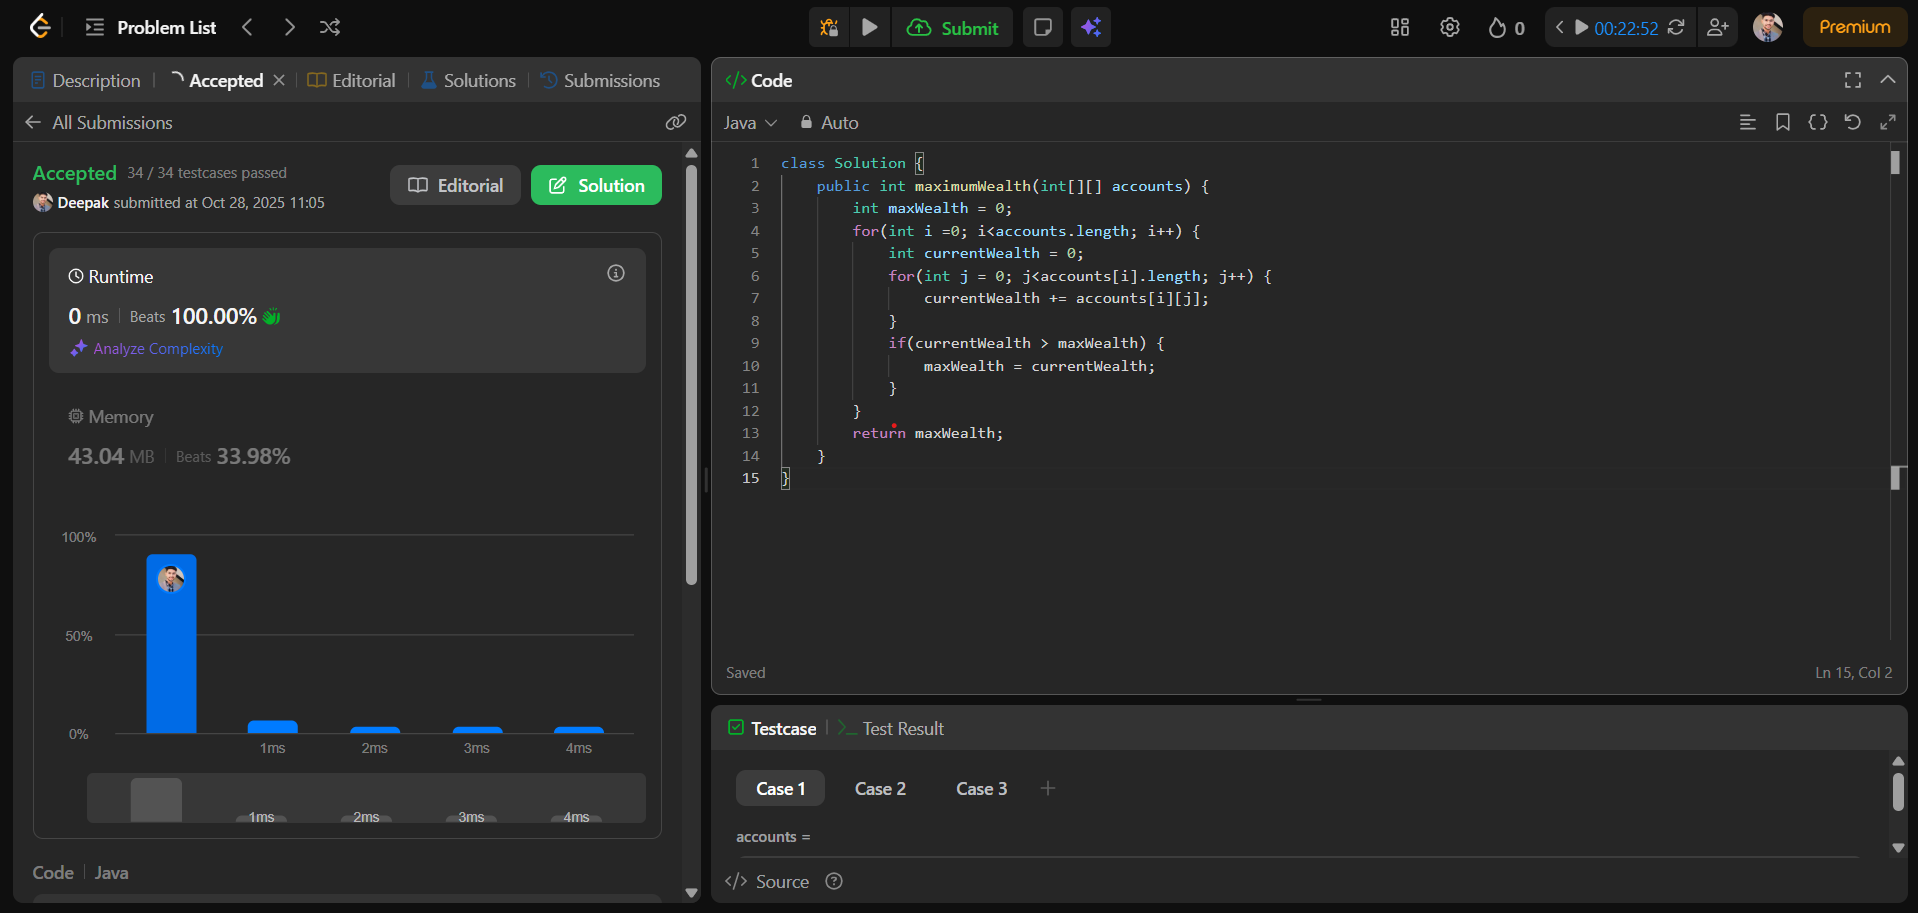 Problem List
Submit
0
00:22:52
Premium
Description
Accepted
Editorial
Solutions
Submissions
All Submissions
Accepted 34 / 34 testcases passed
Deepak submitted at Oct 28, 2025 11:05
Editorial
Solution
Runtime
0 ms Beats 100.00%
Analyze Complexity
Memory
43.04 MB Beats 33.98%
100%
50%
0%
1ms 2ms 3ms 4ms
1ms 2ms 3ms 4ms
Code Java
</> Code
Java Auto
1 class Solution {
2 public int maximumWealth(int[][] accounts) {
3 int maxWealth = 0;
4 for(int i =0; i<accounts.length; i++) {
5 int currentWealth = 0;
6 for(int j = 0; j<accounts[i].length; j++) {
7 currentWealth += accounts[i][j];
8 }
9 if(currentWealth > maxWealth) {
10 maxWealth = currentWealth;
11 }
12 }
13 return maxWealth;
14 }
15 }
Saved
Ln 15, Col 2
Testcase
>_ Test Result
Case 1 Case 2 Case 3 +
accounts =
</> Source